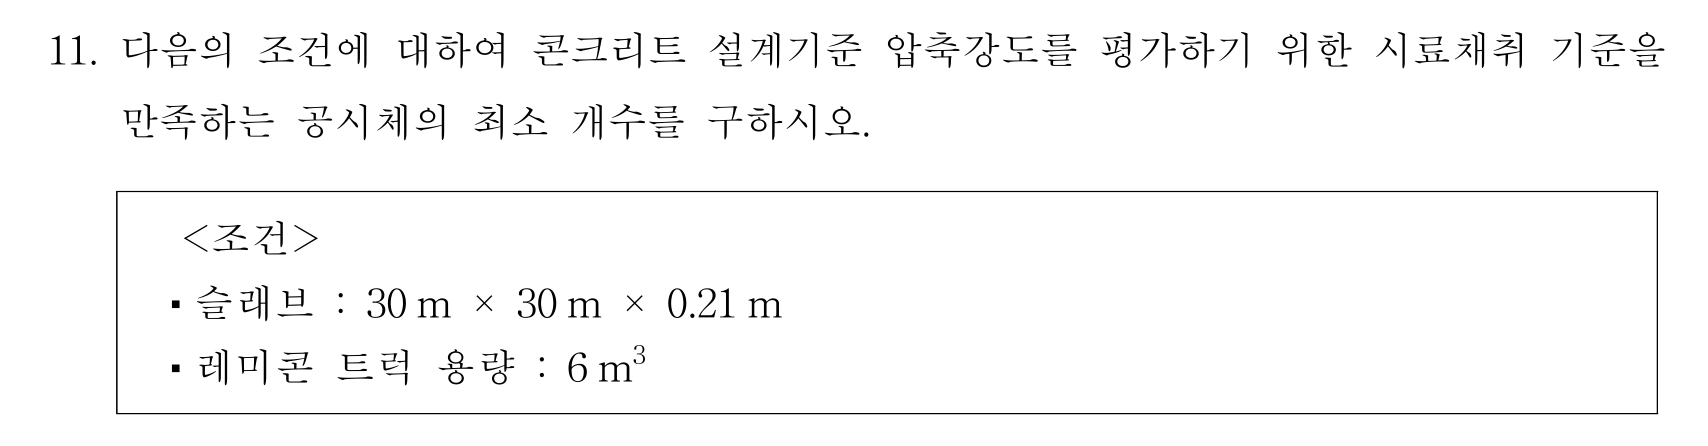 11. 다음의 조건에 대하여 콘크리트 설계기준 압축강도를 평가하기 위한 시료채취 기준을
만족하는 공시체의 최소 개수를 구하시오.
<조건>
▪ 슬래브 : 30 m × 30 m × 0.21 m
▪ 레미콘 트럭 용량 : 6 m³